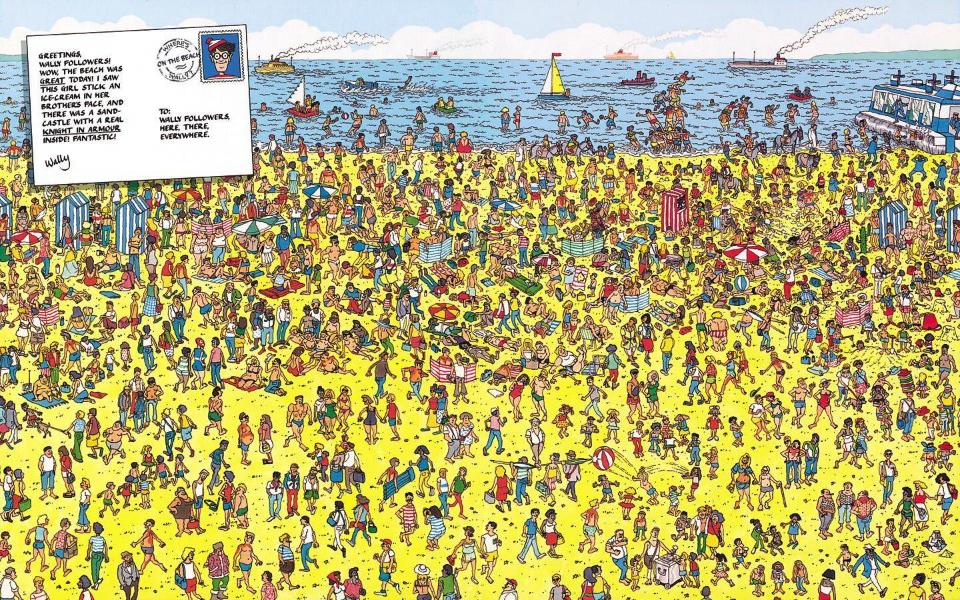 GREETINGS,
WALLY FOLLOWERS!
WOW, THE BEACH WAS
GREAT TODAY! I SAW
THIS GIRL STICK AN
ICE-CREAM IN HER
BROTHERS FACE, AND
THERE WAS A SAND-
CASTLE WITH A REAL
KNIGHT IN ARMOUR
INSIDE! FANTASTIC!
Wally
WHERE'S
ON THE BEACH
WALLY?
TO:
WALLY FOLLOWERS,
HERE, THERE,
EVERYWHERE.